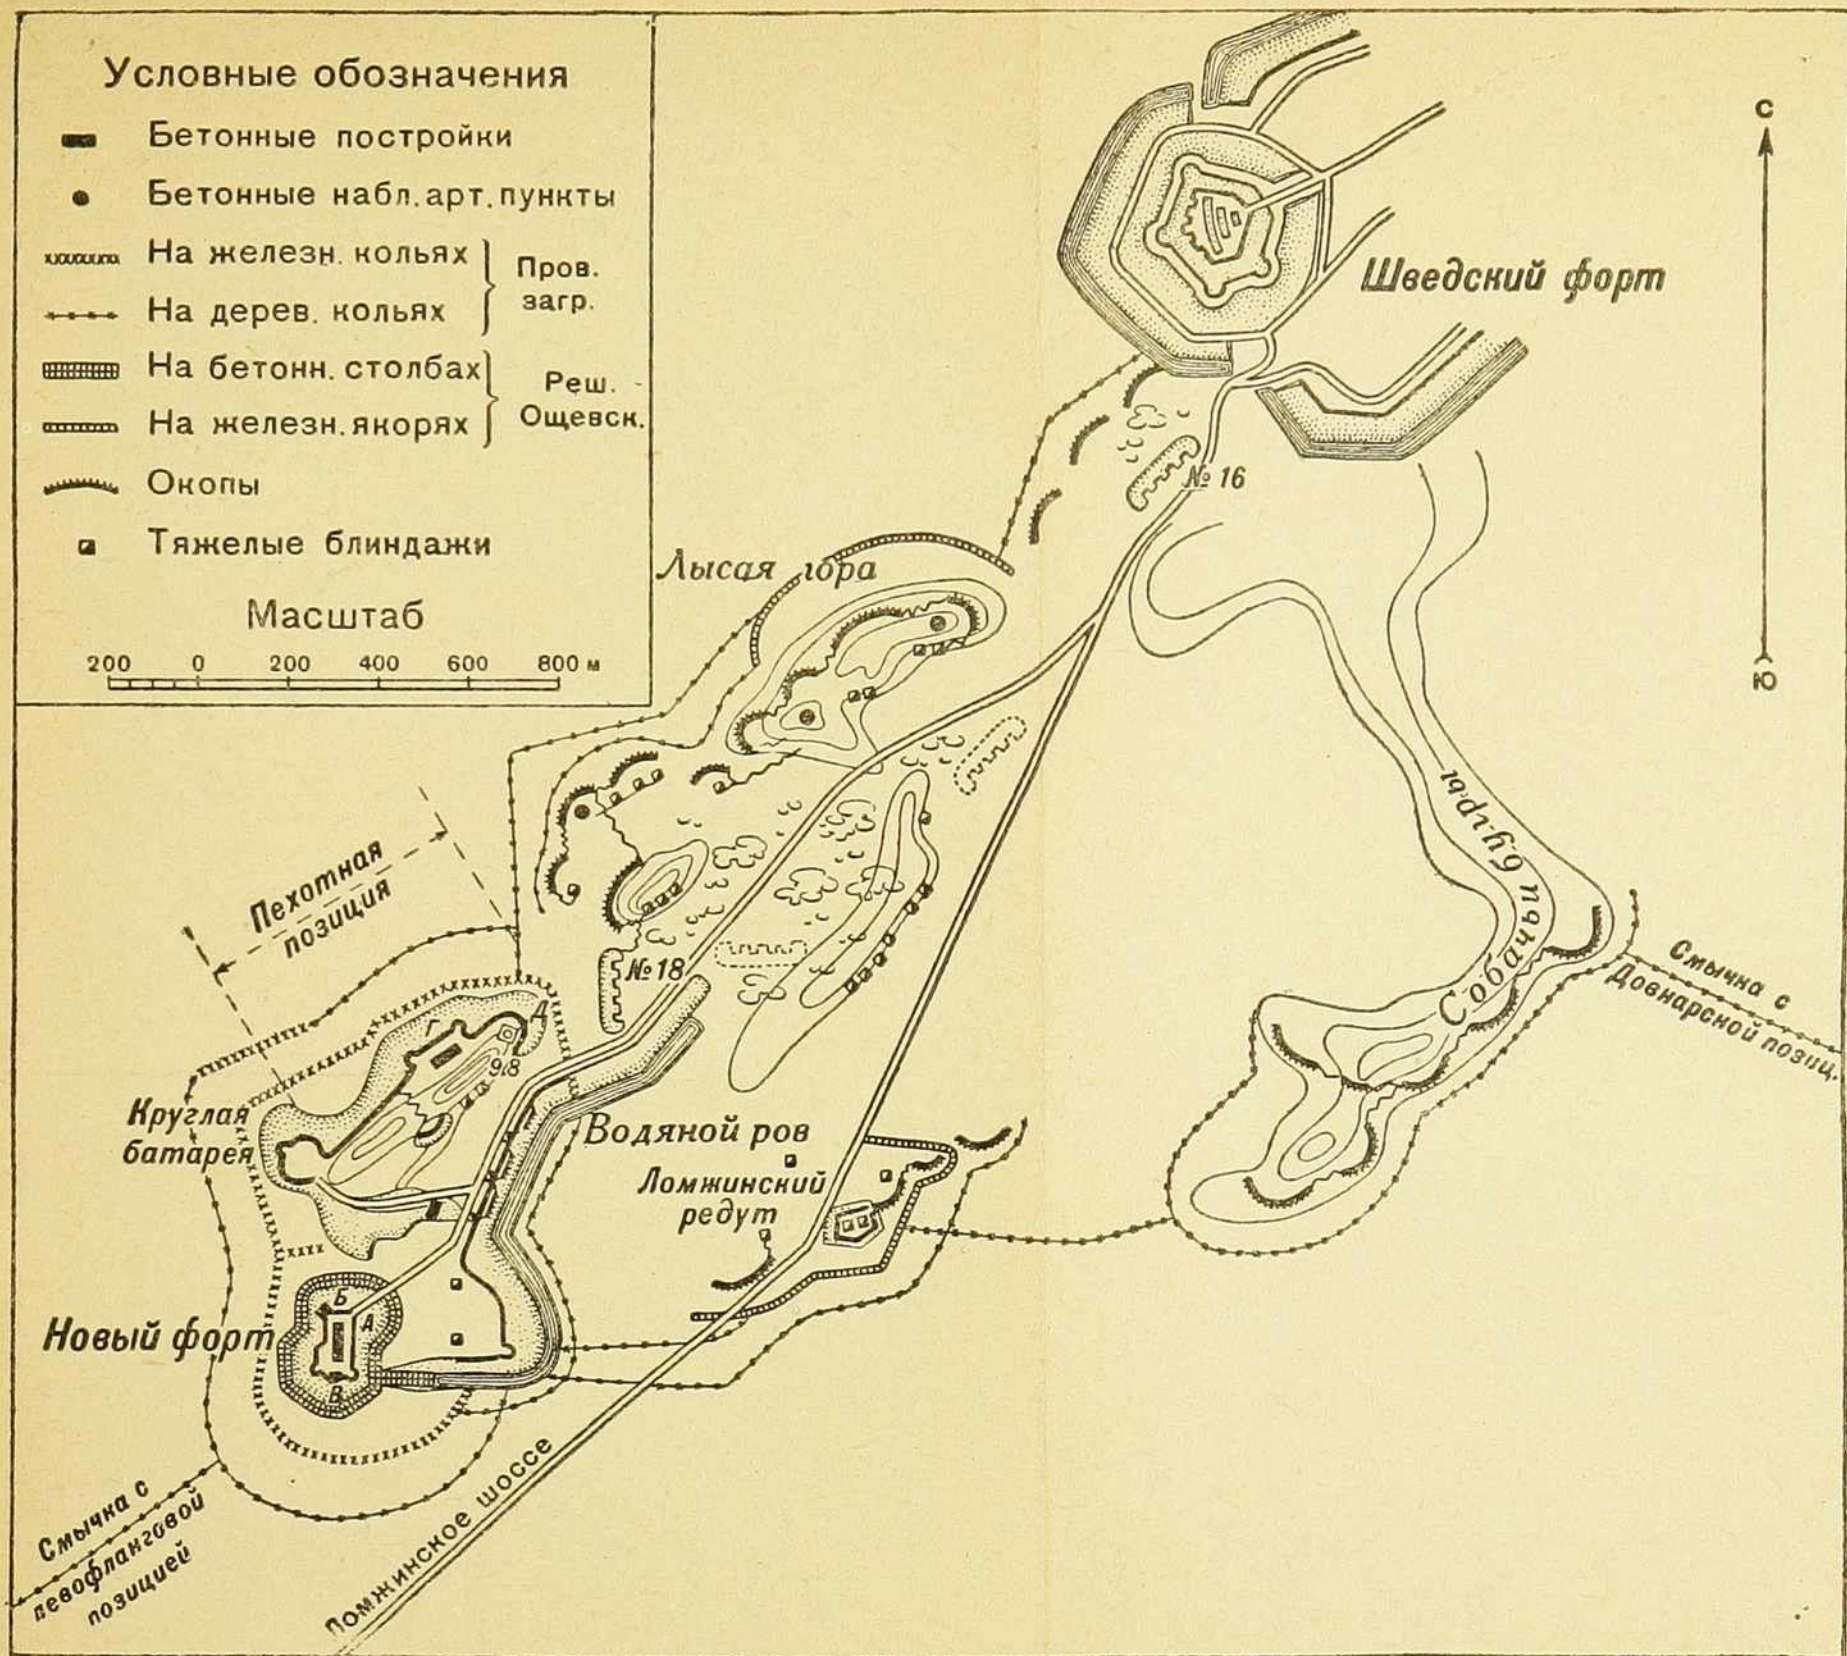 Условные обозначения
Бетонные постройки
Бетонные набл. арт. пункты
На железн. кольях
На дерев. кольях
Пров.
загр.
На бетонн. столбах
На железн. якорях
Реш.
Ощевск.
Окопы
Тяжелые блиндажи
Масштаб
200 0 200 400 600 800 м
С
Ю
Шведский форт
№ 16
Лысая гора
Собачьи бугры
Пехотная
позиция
№ 18
Г
Д
9.8
Круглая
батарея
Водяной ров
Ломжинский
редут
Смычка с
Довнарской позиц.
Новый форт
Б
А
В
Смычка с
левофланговой
позицией
Ломжинское шоссе